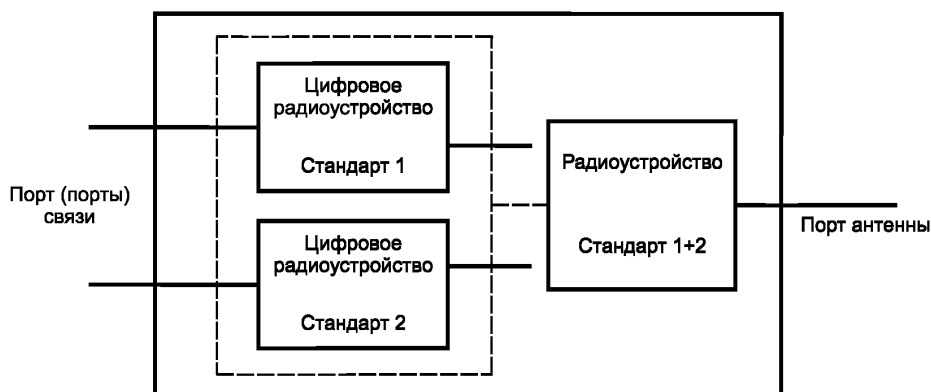 Цифровое
радиоустройство
Стандарт 1
Порт (порты)
связи
Цифровое
радиоустройство
Стандарт 2
Радиоустройство
Стандарт 1+2
Порт антенны